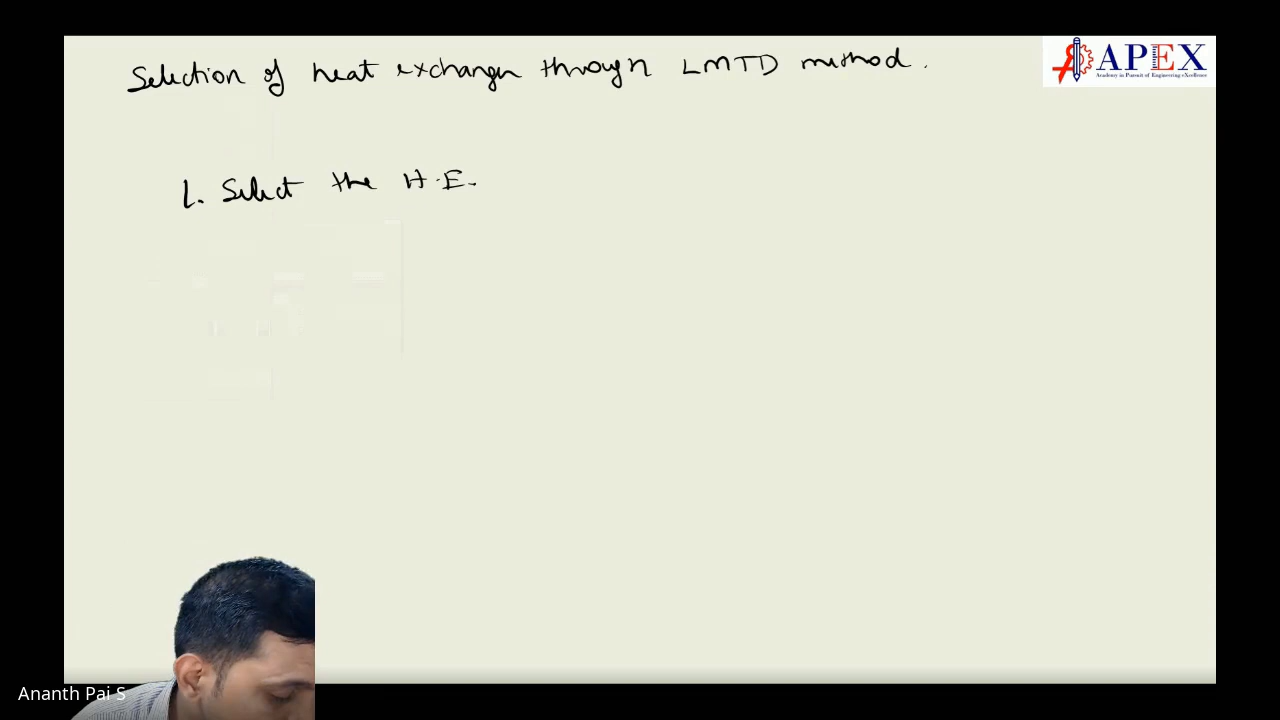 Selection of heat exchanger through LMTD method.
APEX
Academy in Pursuit of Engineering eXcellence
1. Select the H.E.
Ananth Pai S